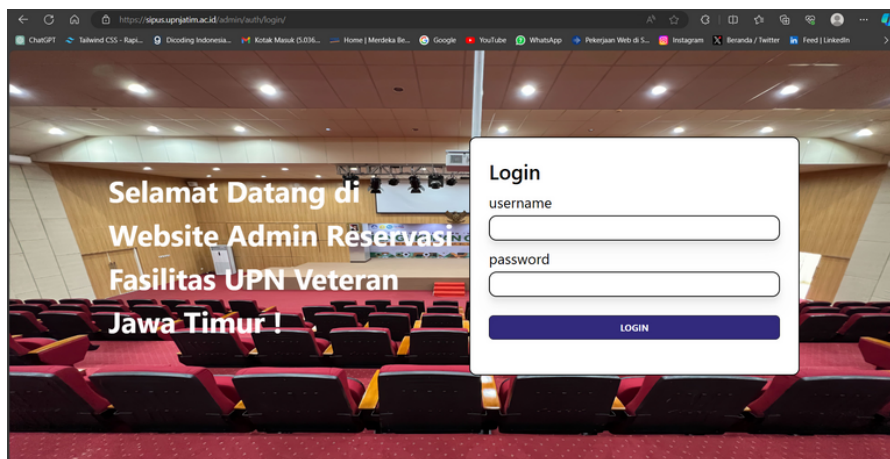 https://sipus.upnjatim.ac.id/admin/auth/login/
ChatGPT
Tailwind CSS - Rapi...
Dicoding Indonesia...
Kotak Masuk (5.036...
Home | Merdeka Be...
Google
YouTube
WhatsApp
Pekerjaan Web di S...
Instagram
Beranda / Twitter
Feed | LinkedIn
Selamat Datang di
Website Admin Reservasi
Fasilitas UPN Veteran
Jawa Timur !
Login
username
password
LOGIN